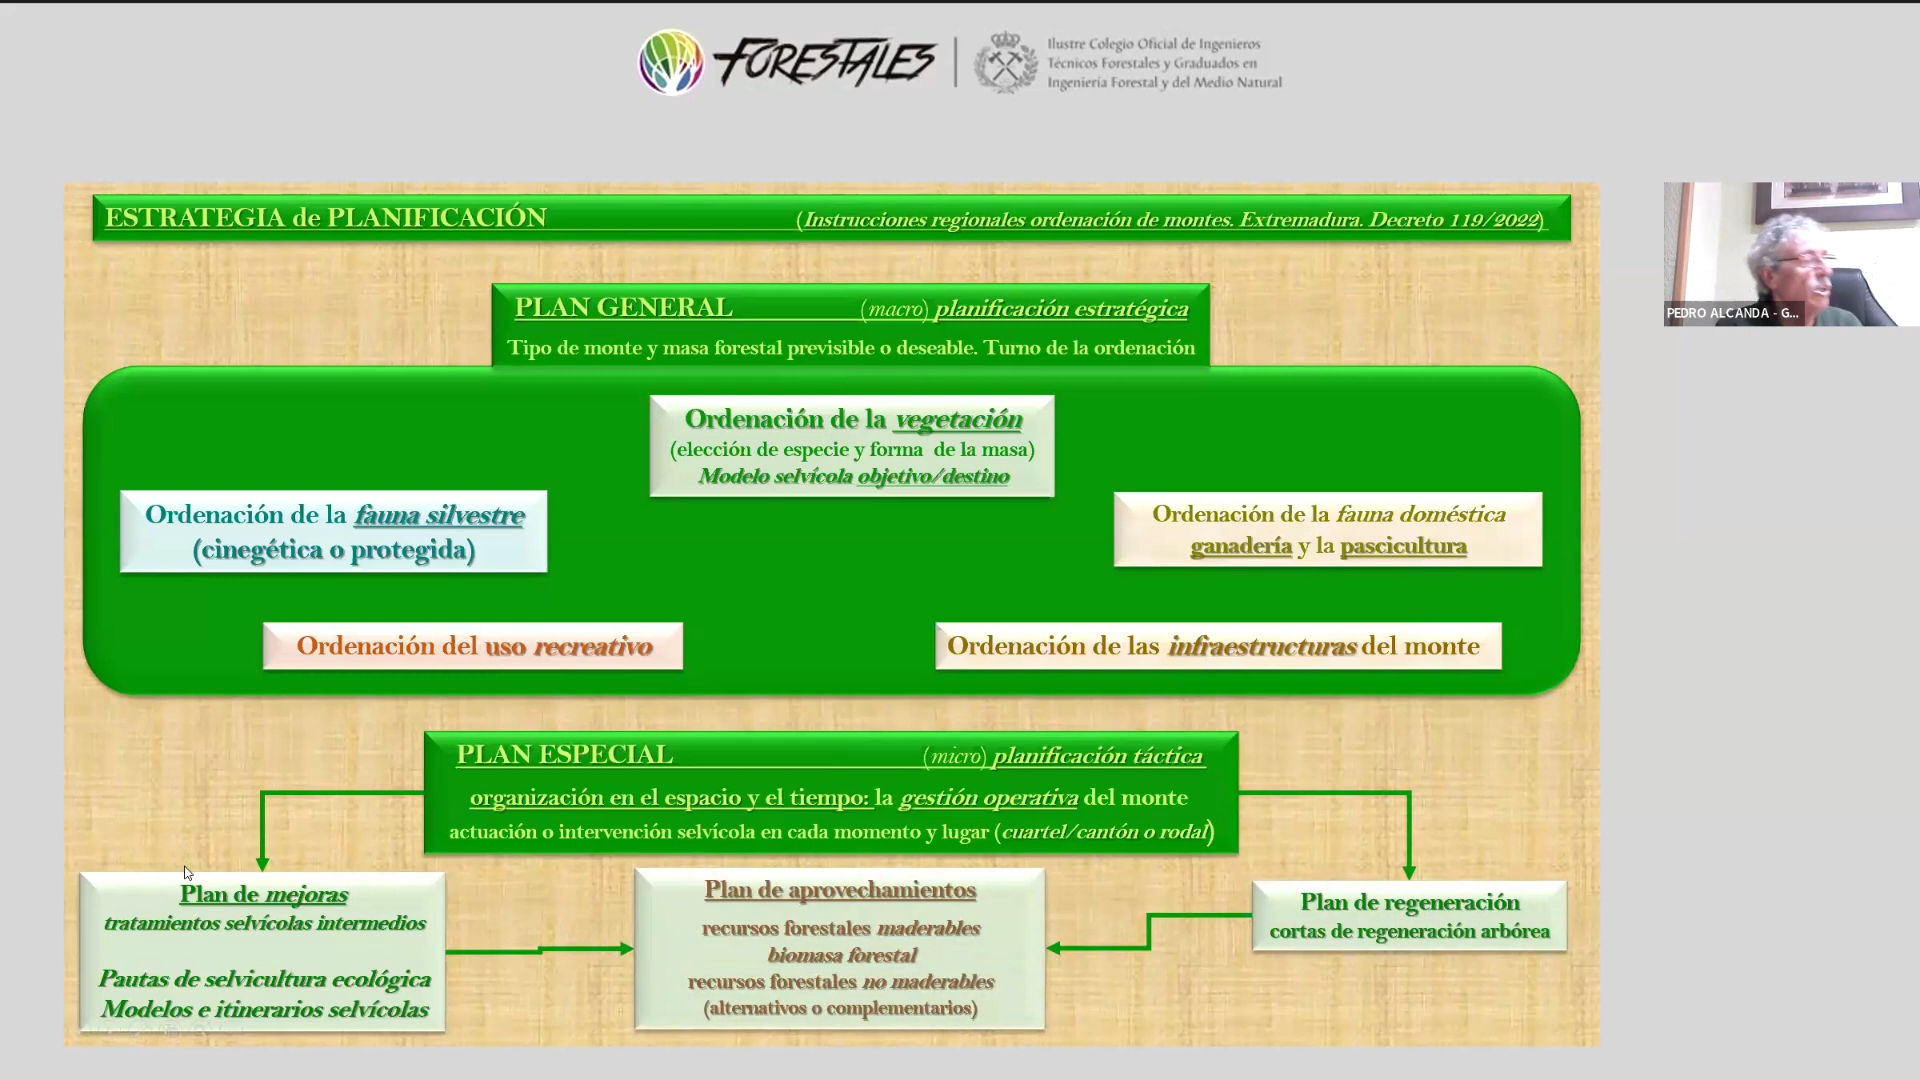 FORESTALES
Ilustre Colegio Oficial de Ingenieros
Técnicos Forestales y Graduados en
Ingeniería Forestal y del Medio Natural
ESTRATEGIA de PLANIFICACIÓN (Instrucciones regionales ordenación de montes. Extremadura. Decreto 119/2022)
PEDRO ALCANDA - G...
PLAN GENERAL (macro) planificación estratégica
Tipo de monte y masa forestal previsible o deseable. Turno de la ordenación
Ordenación de la vegetación
(elección de especie y forma de la masa)
Modelo selvícola objetivo/destino
Ordenación de la fauna silvestre
(cinegética o protegida)
Ordenación de la fauna doméstica
ganadería y la pascicultura
Ordenación del uso recreativo
Ordenación de las infraestructuras del monte
PLAN ESPECIAL (micro) planificación táctica
organización en el espacio y el tiempo: la gestión operativa del monte
actuación o intervención selvícola en cada momento y lugar (cuartel/cantón o rodal)
Plan de mejoras
tratamientos selvícolas intermedios
Pautas de selvicultura ecológica
Modelos e itinerarios selvícolas
Plan de aprovechamientos
recursos forestales maderables
biomasa forestal
recursos forestales no maderables
(alternativos o complementarios)
Plan de regeneración
cortas de regeneración arbórea